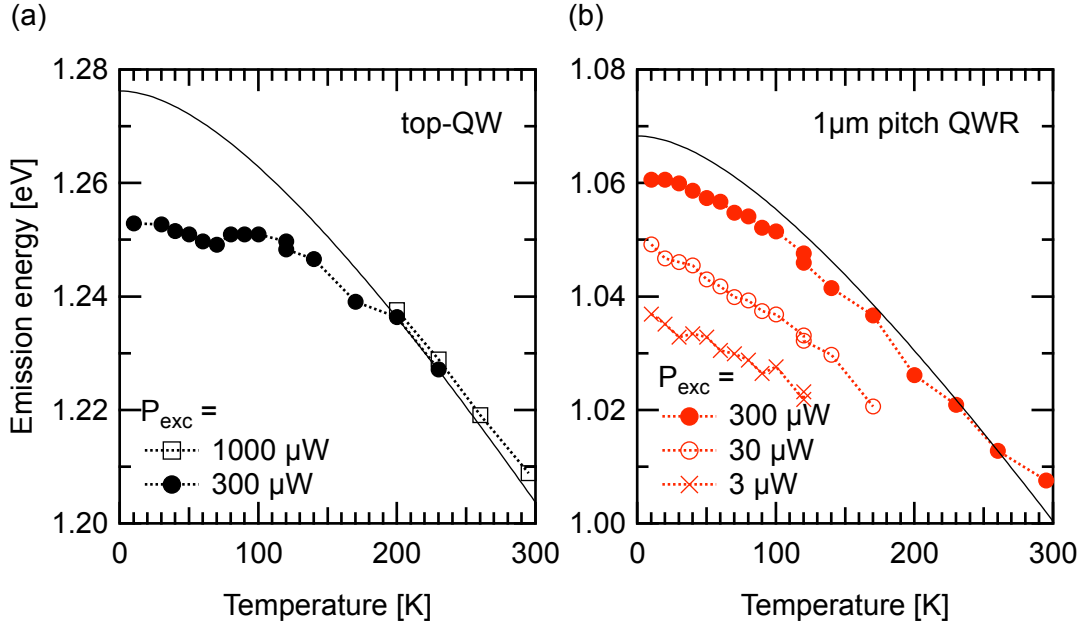 (a)
1.28
1.26
1.24
1.22
1.20
Emission energy [eV]
top-QW
P_exc =
1000 µW
300 µW
0
100
200
300
Temperature [K]
(b)
1.08
1.06
1.04
1.02
1.00
1µm pitch QWR
P_exc =
300 µW
30 µW
3 µW
0
100
200
300
Temperature [K]